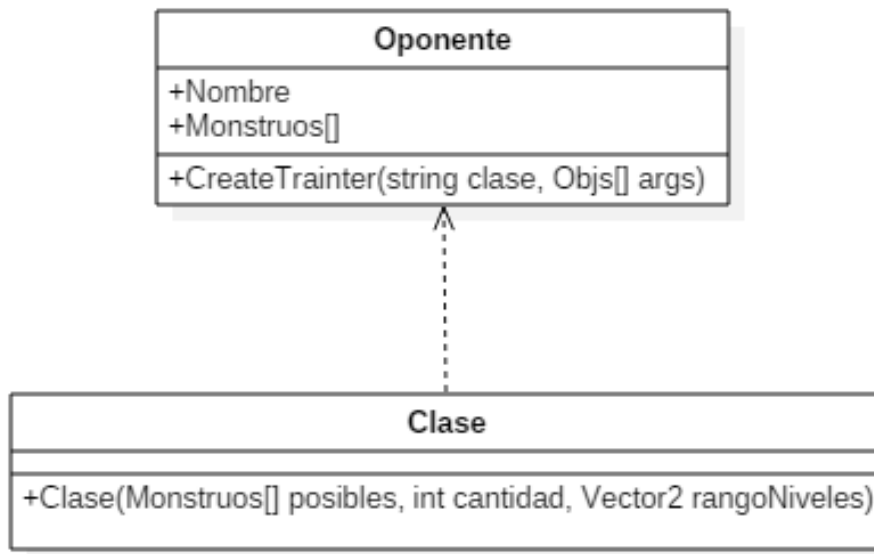 Oponente
+Nombre
+Monstruos[]
+CreateTrainter(string clase, Objs[] args)
Clase
+Clase(Monstruos[] posibles, int cantidad, Vector2 rangoNiveles)